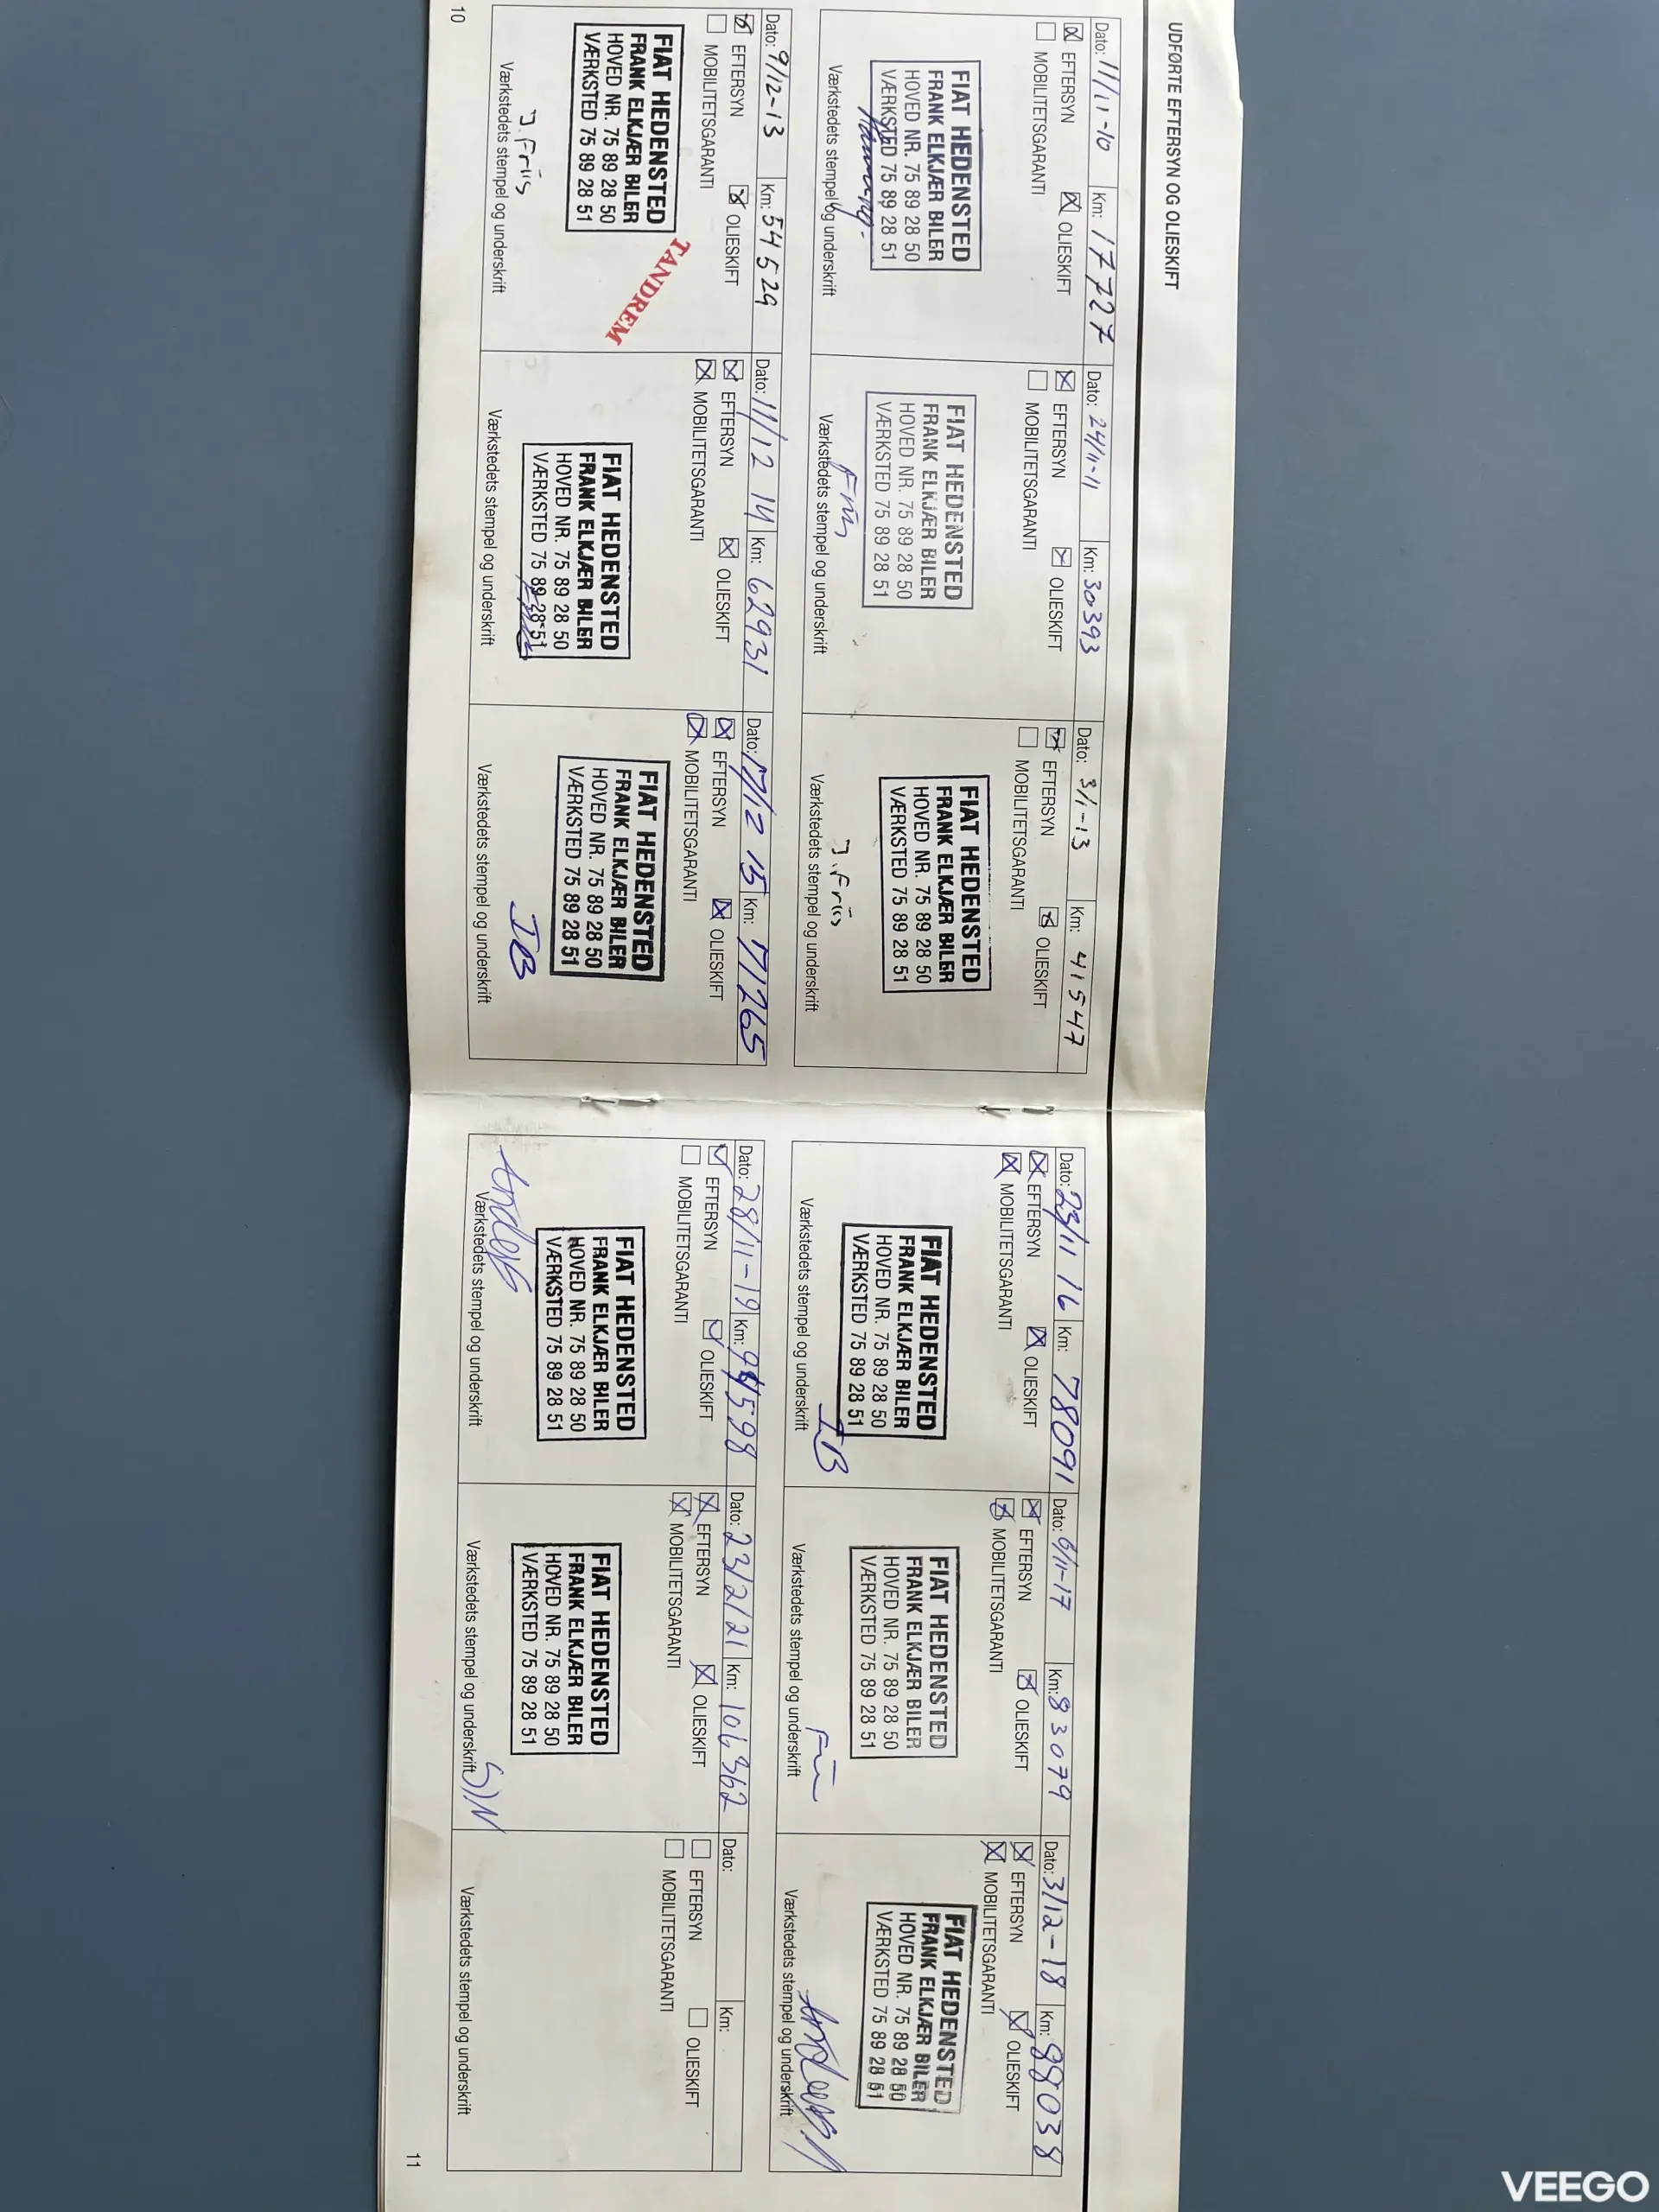 UDFØRTE EFTERSYN OG OLIESKIFT
Dato: 11/11-10 Km: 17727
EFTERSYN OLIESKIFT
MOBILITETSGARANTI
FIAT HEDENSTED
FRANK ELKJÆR BILER
HOVED NR. 75 89 28 50
VÆRKSTED 75 89 28 51
Værkstedets stempel og underskrift
Dato: 24/11-11 Km: 30393
EFTERSYN OLIESKIFT
MOBILITETSGARANTI
FIAT HEDENSTED
FRANK ELKJÆR BILER
HOVED NR. 75 89 28 50
VÆRKSTED 75 89 28 51
Værkstedets stempel og underskrift
Dato: 3/1-13 Km: 41547
EFTERSYN OLIESKIFT
MOBILITETSGARANTI
FIAT HEDENSTED
FRANK ELKJÆR BILER
HOVED NR. 75 89 28 50
VÆRKSTED 75 89 28 51
J. Friis
Værkstedets stempel og underskrift
Dato: 9/12-13 Km: 54529
EFTERSYN OLIESKIFT
MOBILITETSGARANTI
TANDREM
FIAT HEDENSTED
FRANK ELKJÆR BILER
HOVED NR. 75 89 28 50
VÆRKSTED 75 89 28 51
J. Friis
Værkstedets stempel og underskrift
Dato: 11/12 14 Km: 62931
EFTERSYN OLIESKIFT
MOBILITETSGARANTI
FIAT HEDENSTED
FRANK ELKJÆR BILER
HOVED NR. 75 89 28 50
VÆRKSTED 75 89 28 51
Værkstedets stempel og underskrift
Dato: 17/12 15 Km: 71265
EFTERSYN OLIESKIFT
MOBILITETSGARANTI
FIAT HEDENSTED
FRANK ELKJÆR BILER
HOVED NR. 75 89 28 50
VÆRKSTED 75 89 28 51
JB
Værkstedets stempel og underskrift
10
Dato: 23/11 16 Km: 78091
EFTERSYN OLIESKIFT
MOBILITETSGARANTI
FIAT HEDENSTED
FRANK ELKJÆR BILER
HOVED NR. 75 89 28 50
VÆRKSTED 75 89 28 51
JB
Værkstedets stempel og underskrift
Dato: 6/11-17 Km: 83079
EFTERSYN OLIESKIFT
MOBILITETSGARANTI
FIAT HEDENSTED
FRANK ELKJÆR BILER
HOVED NR. 75 89 28 50
VÆRKSTED 75 89 28 51
Værkstedets stempel og underskrift
Dato: 3/12-18 Km: 88038
EFTERSYN OLIESKIFT
MOBILITETSGARANTI
FIAT HEDENSTED
FRANK ELKJÆR BILER
HOVED NR. 75 89 28 50
VÆRKSTED 75 89 28 51
Værkstedets stempel og underskrift
Dato: 28/11-19 Km: 94598
EFTERSYN OLIESKIFT
MOBILITETSGARANTI
FIAT HEDENSTED
FRANK ELKJÆR BILER
HOVED NR. 75 89 28 50
VÆRKSTED 75 89 28 51
Værkstedets stempel og underskrift
Dato: 23/2/21 Km: 106362
EFTERSYN OLIESKIFT
MOBILITETSGARANTI
FIAT HEDENSTED
FRANK ELKJÆR BILER
HOVED NR. 75 89 28 50
VÆRKSTED 75 89 28 51
Værkstedets stempel og underskrift
Dato: Km:
EFTERSYN OLIESKIFT
MOBILITETSGARANTI
Værkstedets stempel og underskrift
11
VEEGO